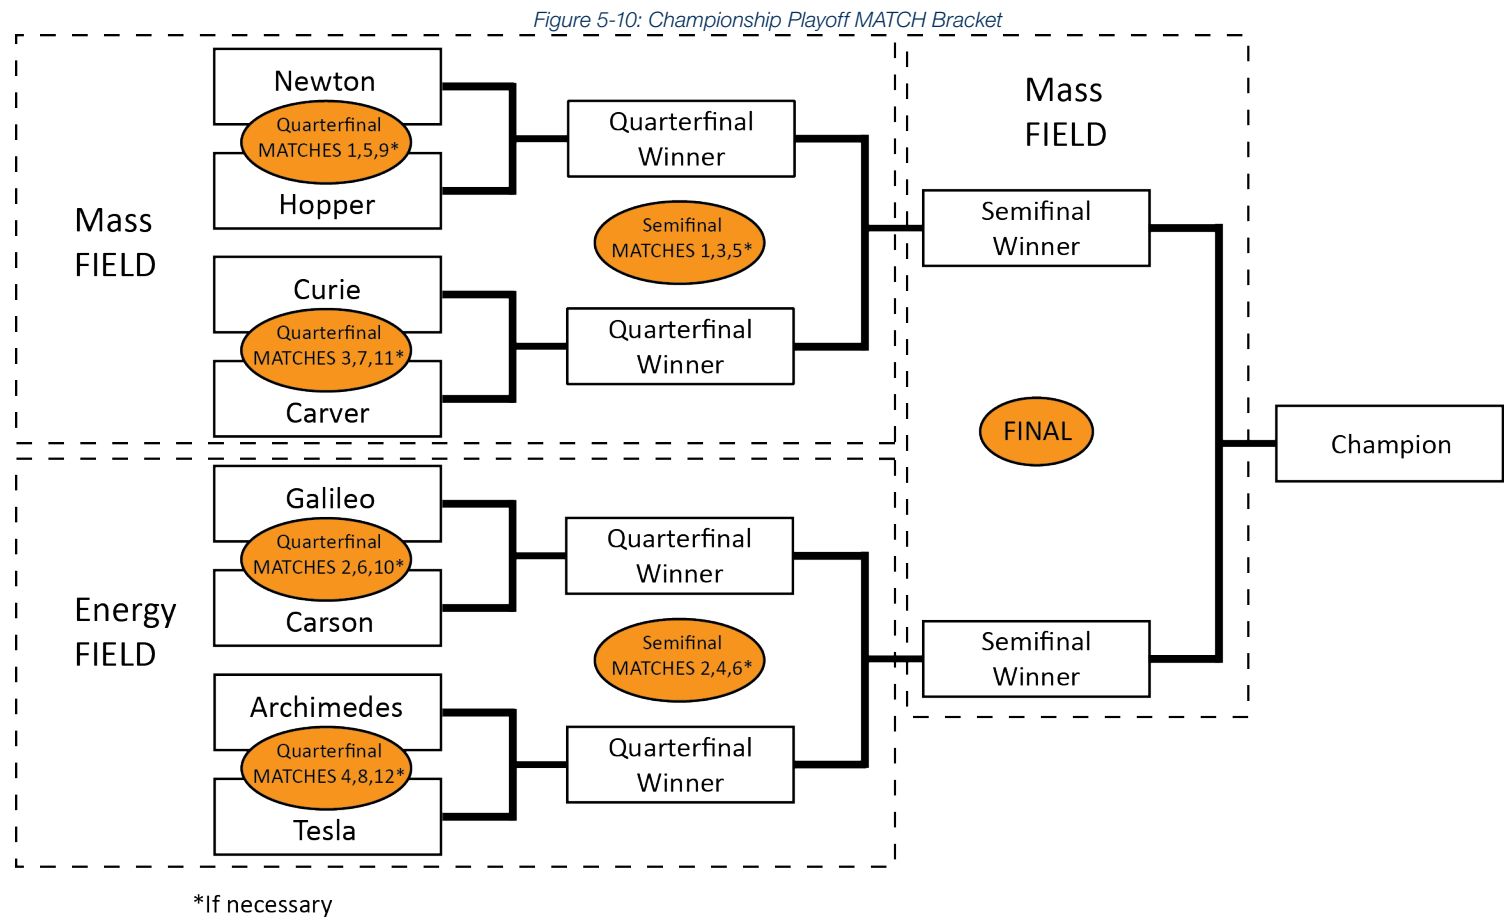 Figure 5-10: Championship Playoff MATCH Bracket
Mass
FIELD
Newton
Quarterfinal
MATCHES 1,5,9*
Hopper
Curie
Quarterfinal
MATCHES 3,7,11*
Carver
Quarterfinal
Winner
Semifinal
MATCHES 1,3,5*
Quarterfinal
Winner
Energy
FIELD
Galileo
Quarterfinal
MATCHES 2,6,10*
Carson
Archimedes
Quarterfinal
MATCHES 4,8,12*
Tesla
Quarterfinal
Winner
Semifinal
MATCHES 2,4,6*
Quarterfinal
Winner
Mass
FIELD
Semifinal
Winner
FINAL
Semifinal
Winner
Champion
*If necessary